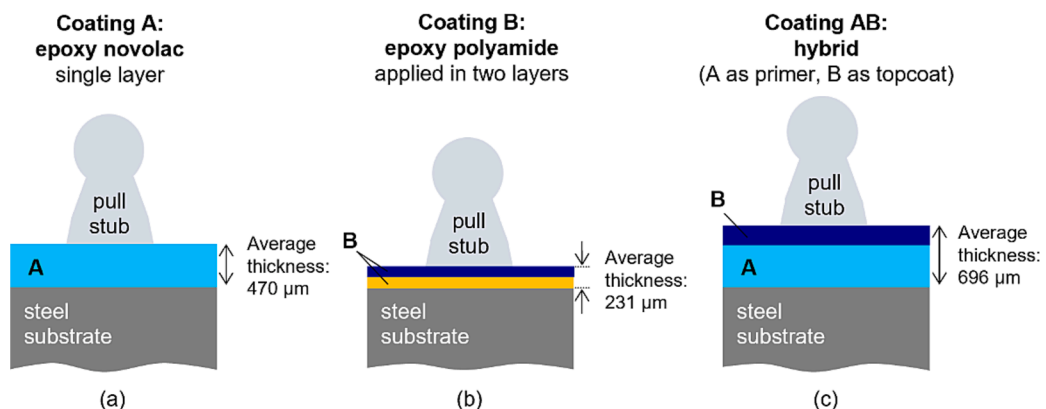 Coating A:
epoxy novolac
single layer
pull
stub
A
Average
thickness:
470 µm
steel
substrate
(a)
Coating B:
epoxy polyamide
applied in two layers
pull
stub
B
Average
thickness:
231 µm
steel
substrate
(b)
Coating AB:
hybrid
(A as primer, B as topcoat)
pull
stub
B
A
Average
thickness:
696 µm
steel
substrate
(c)